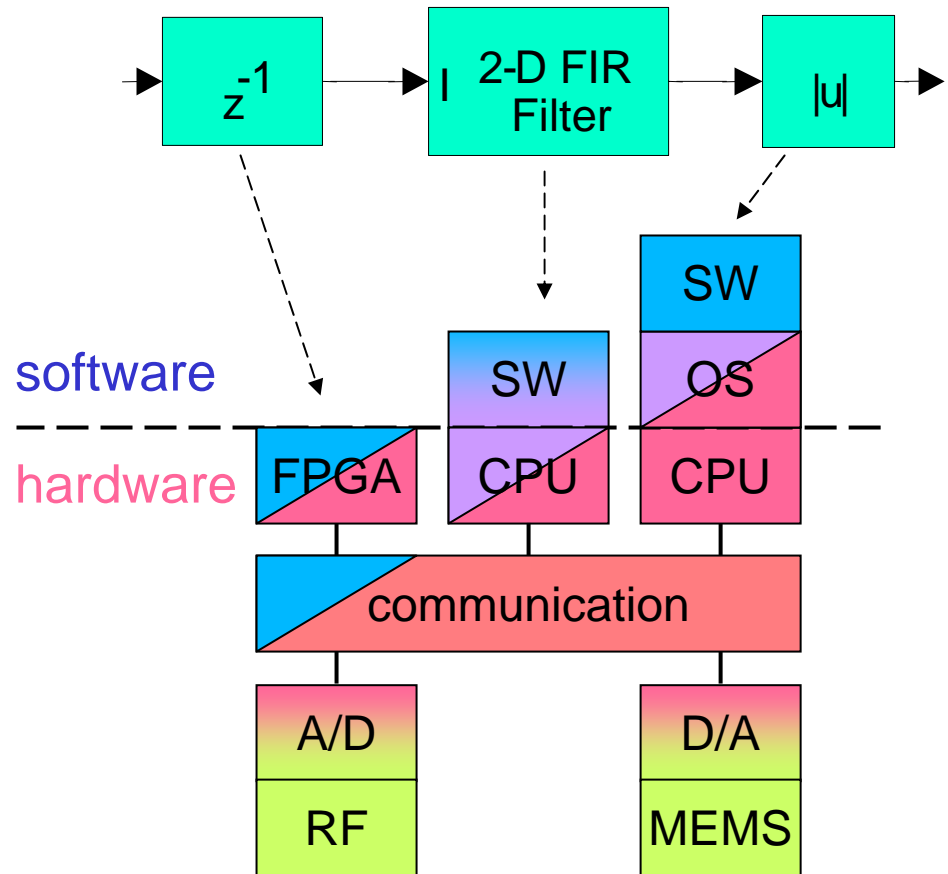 z-1
I 2-D FIR
Filter
|u|
SW
software
SW
OS
hardware
FPGA
CPU
CPU
communication
A/D
D/A
RF
MEMS